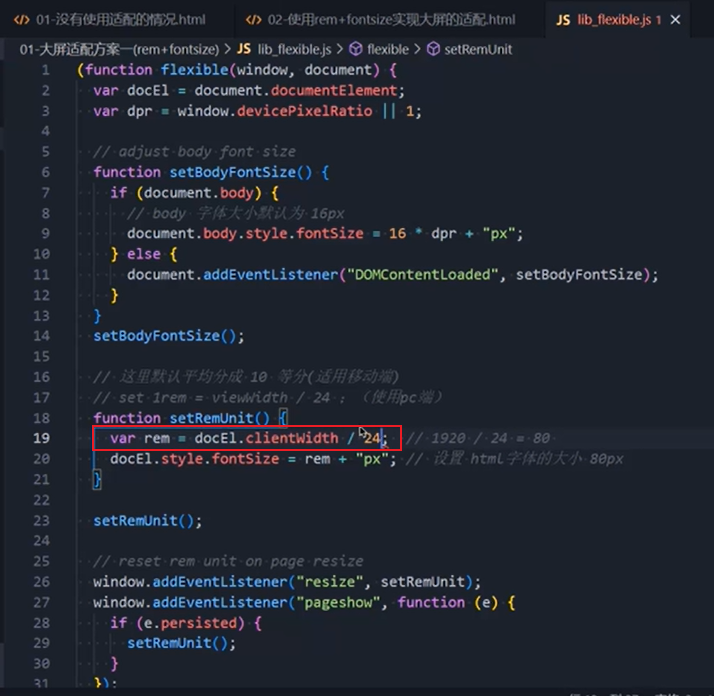 01-没有使用适配的情况.html 02-使用rem+fontsize实现大屏的适配.html JS lib_flexible.js 1
01-大屏适配方案一(rem+fontsize) > JS lib_flexible.js > flexible > setRemUnit
1 (function flexible(window, document) {
2 var docEl = document.documentElement;
3 var dpr = window.devicePixelRatio || 1;
4
5 // adjust body font size
6 function setBodyFontSize() {
7 if (document.body) {
8 // body 字体大小默认为 16px
9 document.body.style.fontSize = 16 * dpr + "px";
10 } else {
11 document.addEventListener("DOMContentLoaded", setBodyFontSize);
12 }
13 }
14 setBodyFontSize();
15
16 // 这里默认平均分成 10 等分(适用移动端)
17 // set 1rem = viewWidth / 24 ；（使用pc端）
18 function setRemUnit() {
19 var rem = docEl.clientWidth / 24; // 1920 / 24 = 80
20 docEl.style.fontSize = rem + "px"; // 设置 html字体的大小 80px
21 }
22
23 setRemUnit();
24
25 // reset rem unit on page resize
26 window.addEventListener("resize", setRemUnit);
27 window.addEventListener("pageshow", function (e) {
28 if (e.persisted) {
29 setRemUnit();
30 }
31 });